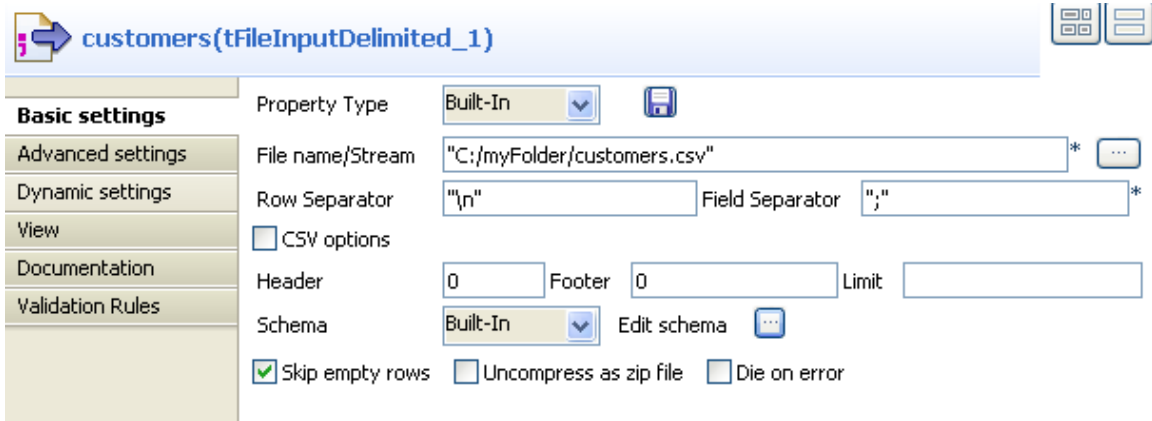 customers(tFileInputDelimited_1)
Basic settings
Advanced settings
Dynamic settings
View
Documentation
Validation Rules
Property Type Built-In
File name/Stream "C:/myFolder/customers.csv" * ...
Row Separator "\n" Field Separator ";" *
CSV options
Header 0 Footer 0 Limit
Schema Built-In Edit schema ...
Skip empty rows Uncompress as zip file Die on error